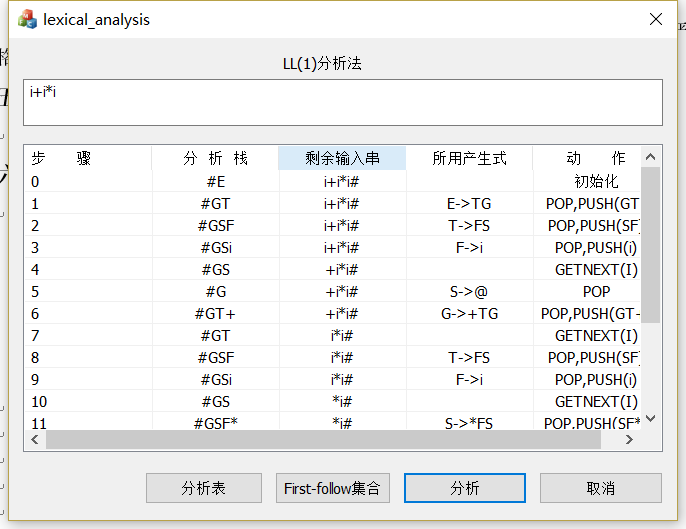 lexical_analysis
LL(1)分析法
i+i*i
步 骤 分 析 栈 剩余输入串 所用产生式 动 作
0 #E i+i*i# 初始化
1 #GT i+i*i# E->TG POP,PUSH(GT
2 #GSF i+i*i# T->FS POP,PUSH(SF)
3 #GSi i+i*i# F->i POP,PUSH(i)
4 #GS +i*i# GETNEXT(I)
5 #G +i*i# S->@ POP
6 #GT+ +i*i# G->+TG POP,PUSH(GT+
7 #GT i*i# GETNEXT(I)
8 #GSF i*i# T->FS POP,PUSH(SF)
9 #GSi i*i# F->i POP,PUSH(i)
10 #GS *i# GETNEXT(I)
11 #GSF* *i# S->*FS POP,PUSH(SF*
分析表 First-follow集合 分析 取消